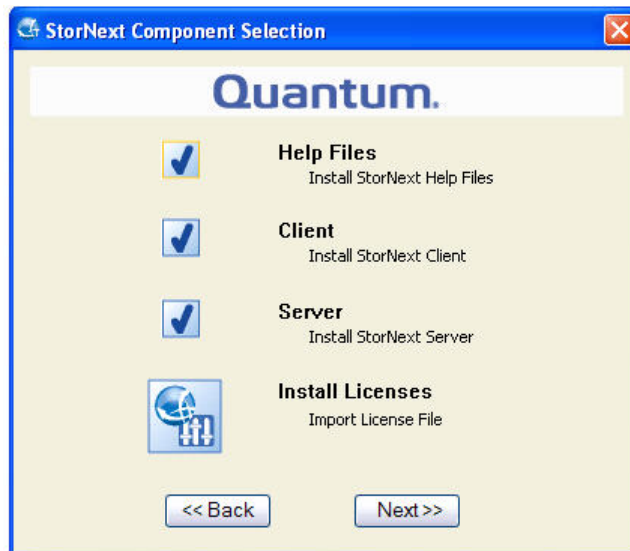 StorNext Component Selection
Quantum.
Help Files
Install StorNext Help Files
Client
Install StorNext Client
Server
Install StorNext Server
Install Licenses
Import License File
<< Back
Next >>